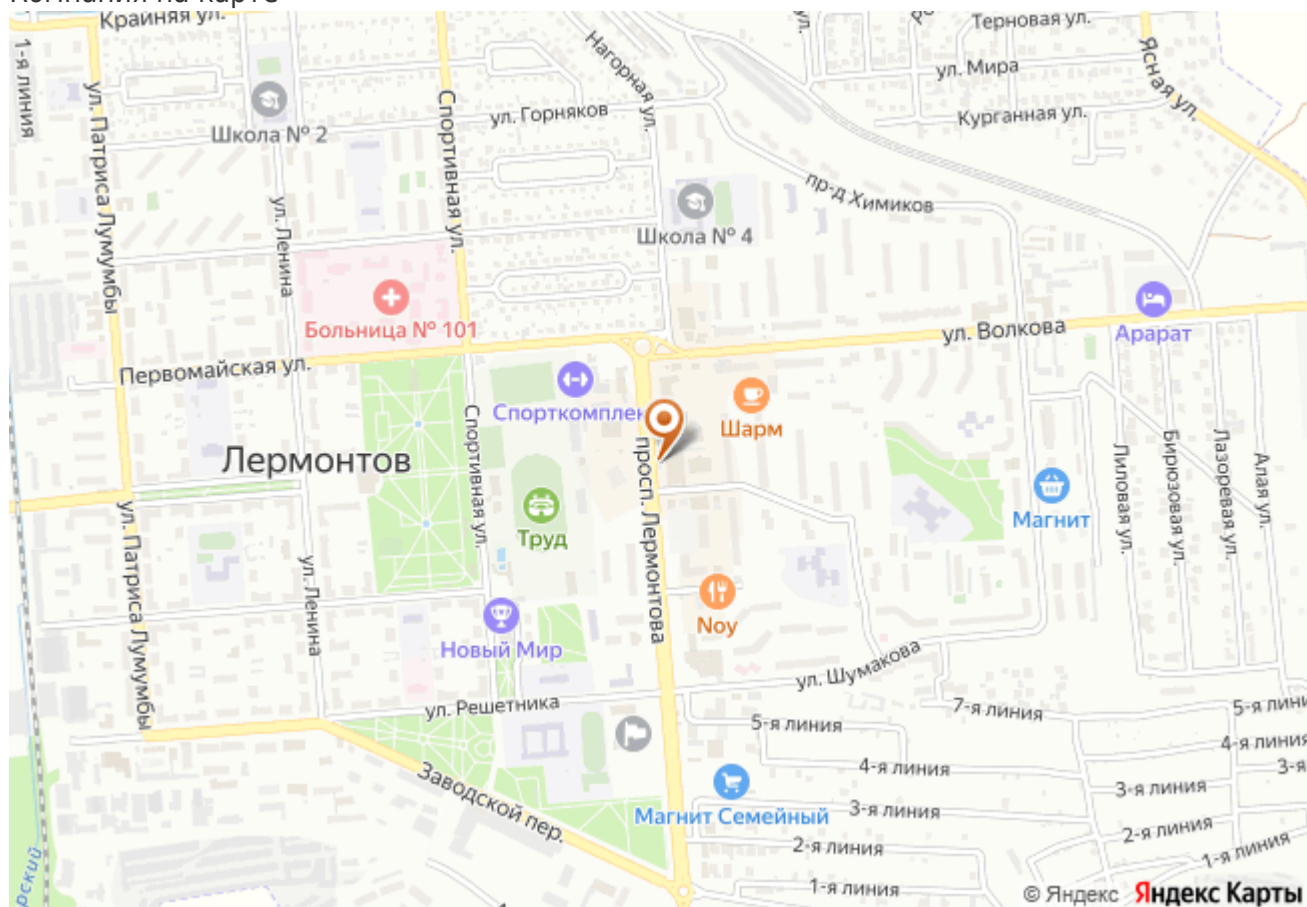 Компания на карте
Крайняя ул.
Терновая ул.
1-я линия
ул. Патриса Лумумбы
Школа № 2
Спортивная ул.
Нагорная ул.
ул. Горняков
ул. Мира
Курганная ул.
Ясная ул.
пр-д Химиков
Школа № 4
ул. Ленина
Больница № 101
Первомайская ул.
ул. Волкова
Арарат
Спорткомплек
Шарм
Лермонтов
Спортивная ул.
просп. Лермонтова
Труд
Магнит
Липовая ул.
Бирюзовая ул.
Лазоревая ул.
Алая ул.
ул. Патриса Лумумбы
ул. Ленина
Новый Мир
Noy
ул. Шумакова
ул. Решетника
7-я линия
5-я линия
5-я лини
4-я линия
4-я линия
3-я
Заводской пер.
Магнит Семейный
3-я линия
3-я линия
2-я линия
2-я линия
1-я линия
1-я линия
рский
© Яндекс Яндекс Карты